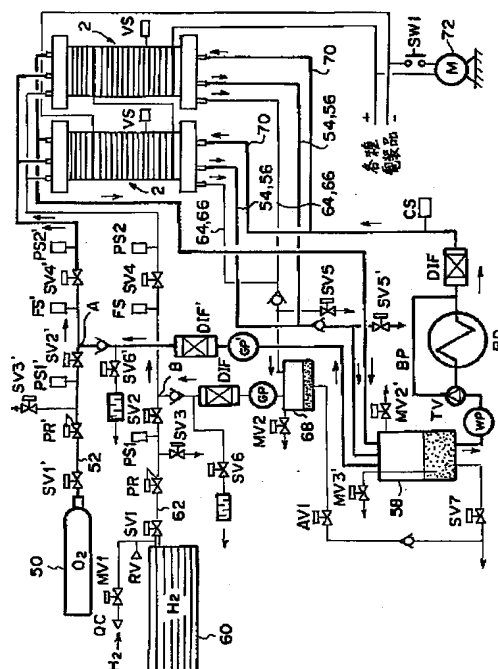 VS
2
VS
2
SW1
M
72
70
54,56
64,66
70
54,56
64,66
各種
電装品
PS2'
SV4'
FS'
A
SV2'
PS1'
SV3'
PR'
52
SV1'
O2
50
PS2
SV4
FS
DIF'
SV6'
B
SV2
PS1
SV3
PR
62
SV1
RV
MV1
QC
H2
H2
60
GP'
DIF
GP
MV2
68
SV6
AV1
SV5
SV5'
MV2'
MV3'
58
SV7
CS
DIF
BP
RD
TV
WP